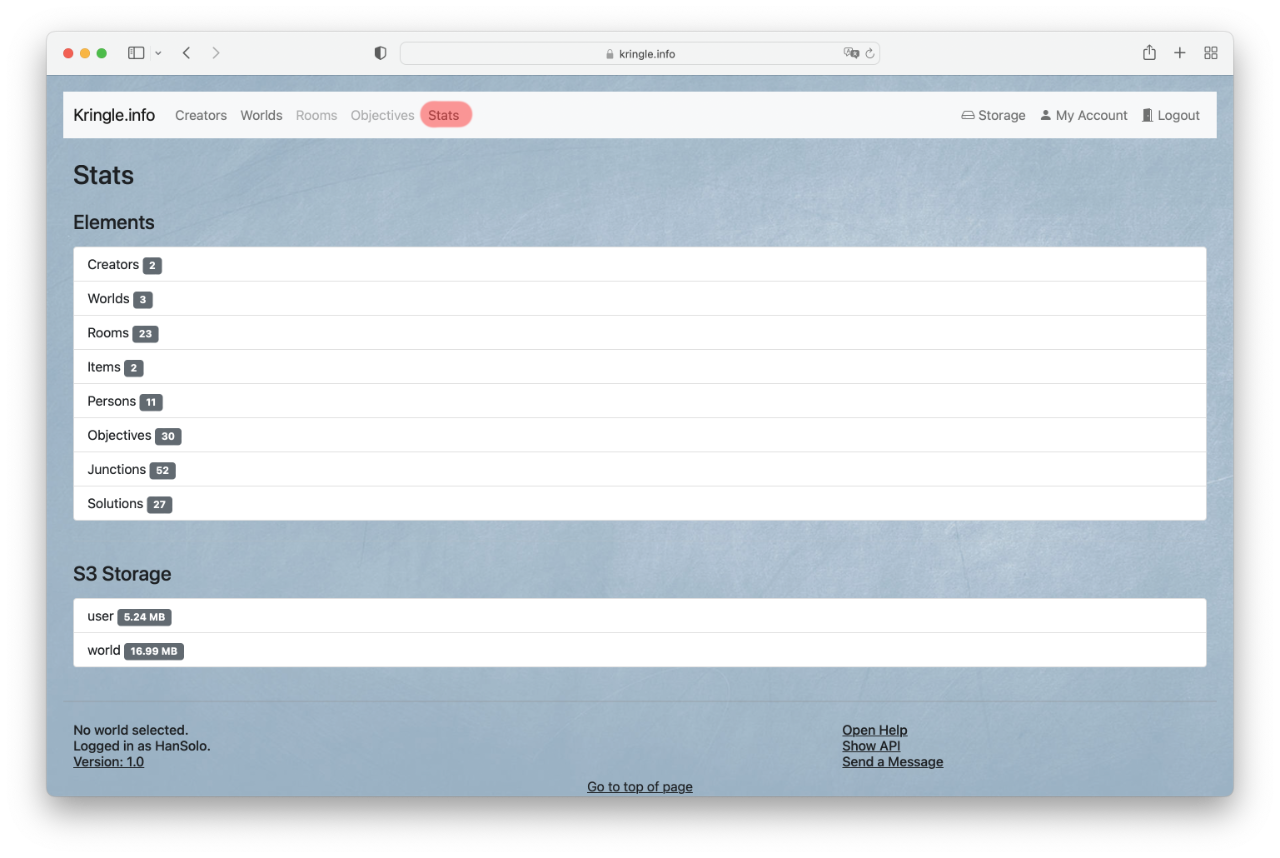 kringle.info
Kringle.info Creators Worlds Rooms Objectives Stats Storage My Account Logout
Stats
Elements
Creators 2
Worlds 3
Rooms 23
Items 2
Persons 11
Objectives 30
Junctions 52
Solutions 27
S3 Storage
user 5.24 MB
world 16.99 MB
No world selected.
Logged in as HanSolo.
Version: 1.0
Open Help
Show API
Send a Message
Go to top of page